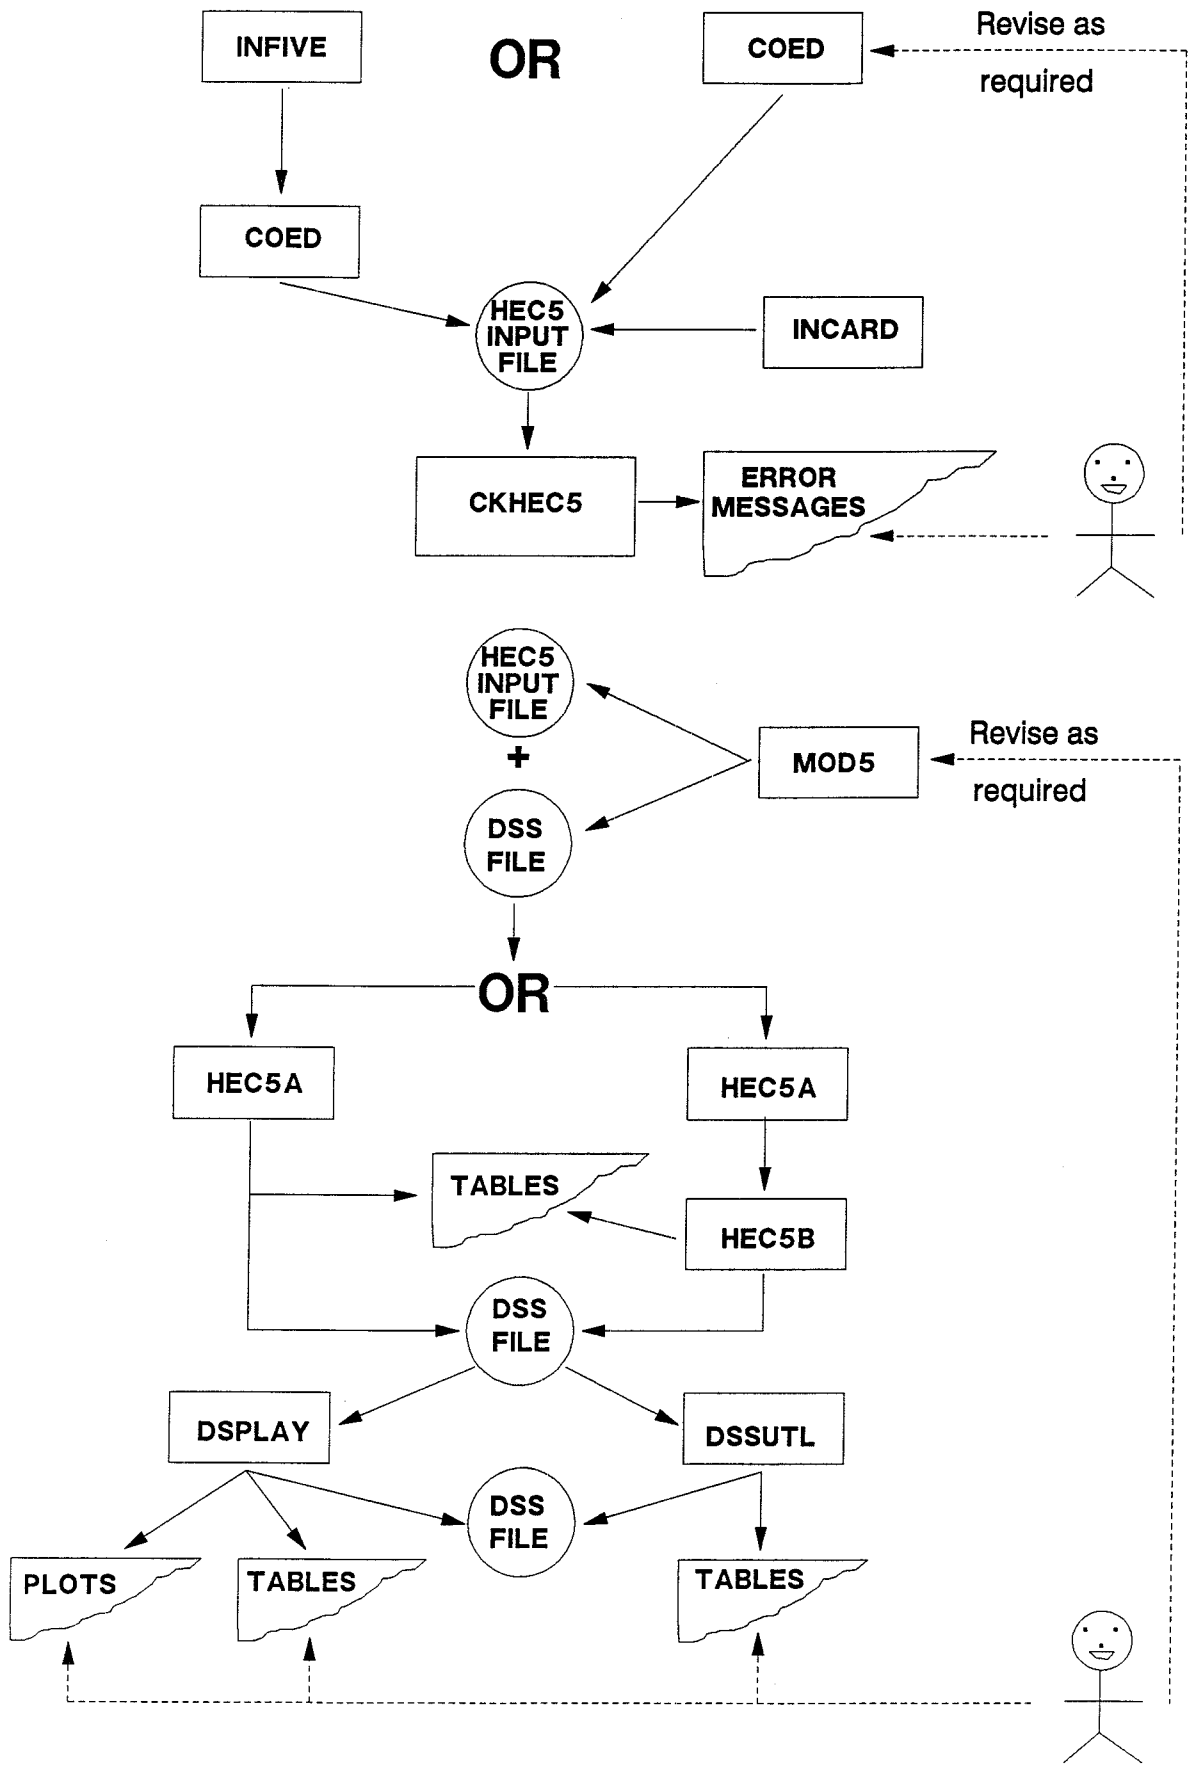 INFIVE
OR
COED
Revise as
required
COED
HEC5
INPUT
FILE
INCARD
CKHEC5
ERROR
MESSAGES
HEC5
INPUT
FILE
+
DSS
FILE
MOD5
Revise as
required
OR
HEC5A
HEC5A
TABLES
HEC5B
DSS
FILE
DSPLAY
DSSUTL
DSS
FILE
PLOTS
TABLES
TABLES